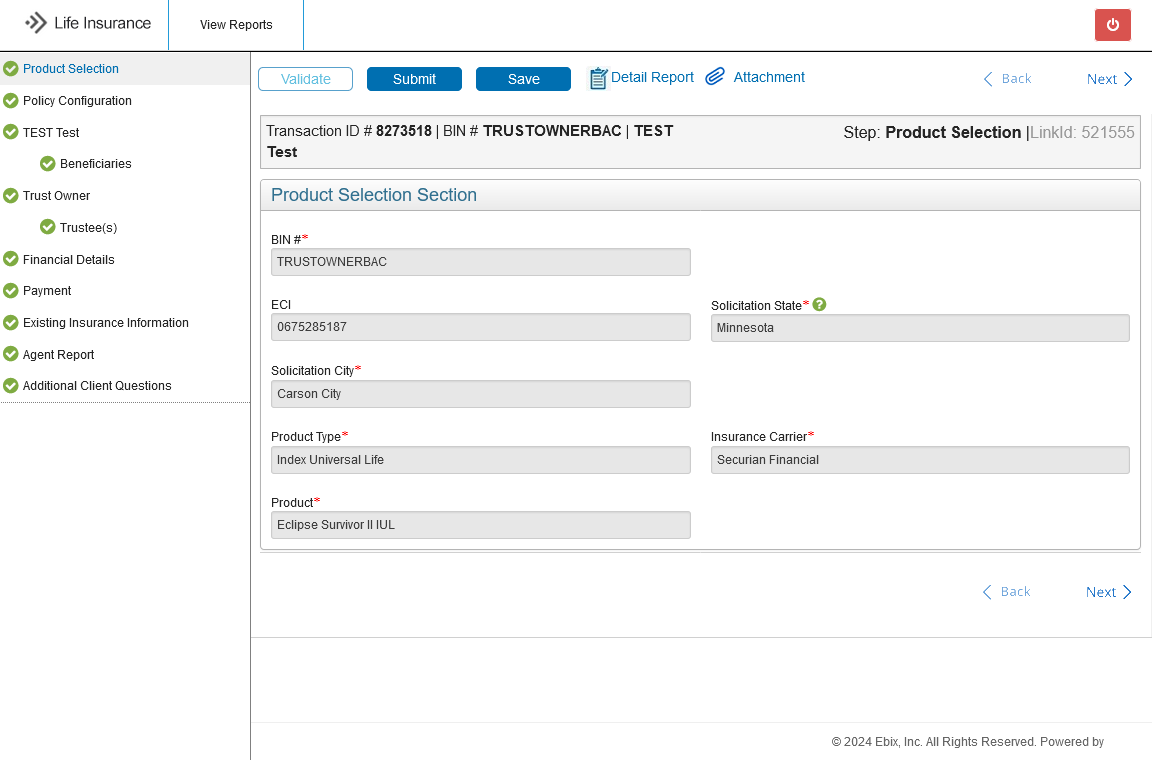 Life Insurance
View Reports
Product Selection
Policy Configuration
TEST Test
Beneficiaries
Trust Owner
Trustee(s)
Financial Details
Payment
Existing Insurance Information
Agent Report
Additional Client Questions
Validate
Submit
Save
Detail Report
Attachment
Back
Next
Transaction ID # 8273518 | BIN # TRUSTOWNERBAC | TEST
Test
Step: Product Selection |LinkId: 521555
Product Selection Section
BIN #*
TRUSTOWNERBAC
ECI
0675285187
Solicitation State* ?
Minnesota
Solicitation City*
Carson City
Product Type*
Index Universal Life
Insurance Carrier*
Securian Financial
Product*
Eclipse Survivor II IUL
Back
Next
© 2024 Ebix, Inc. All Rights Reserved. Powered by